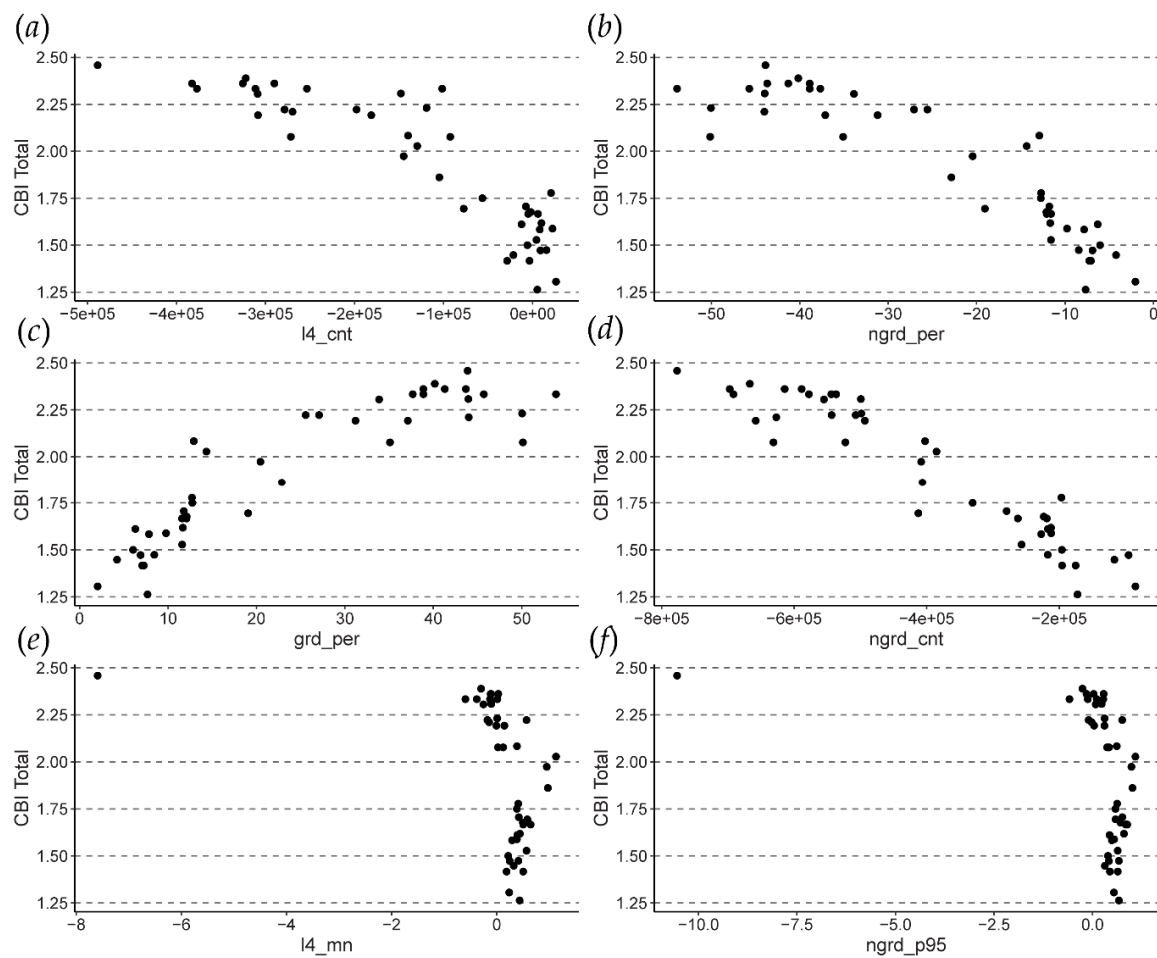 (a) (b)
CBI Total
2.50
2.25
2.00
1.75
1.50
1.25
−5e+05 −4e+05 −3e+05 −2e+05 −1e+05 0e+00
l4_cnt
CBI Total
2.50
2.25
2.00
1.75
1.50
1.25
−50 −40 −30 −20 −10 0
ngrd_per
(c) (d)
CBI Total
2.50
2.25
2.00
1.75
1.50
1.25
0 10 20 30 40 50
grd_per
CBI Total
2.50
2.25
2.00
1.75
1.50
1.25
−8e+05 −6e+05 −4e+05 −2e+05
ngrd_cnt
(e) (f)
CBI Total
2.50
2.25
2.00
1.75
1.50
1.25
−8 −6 −4 −2 0
l4_mn
CBI Total
2.50
2.25
2.00
1.75
1.50
1.25
−10.0 −7.5 −5.0 −2.5 0.0
ngrd_p95